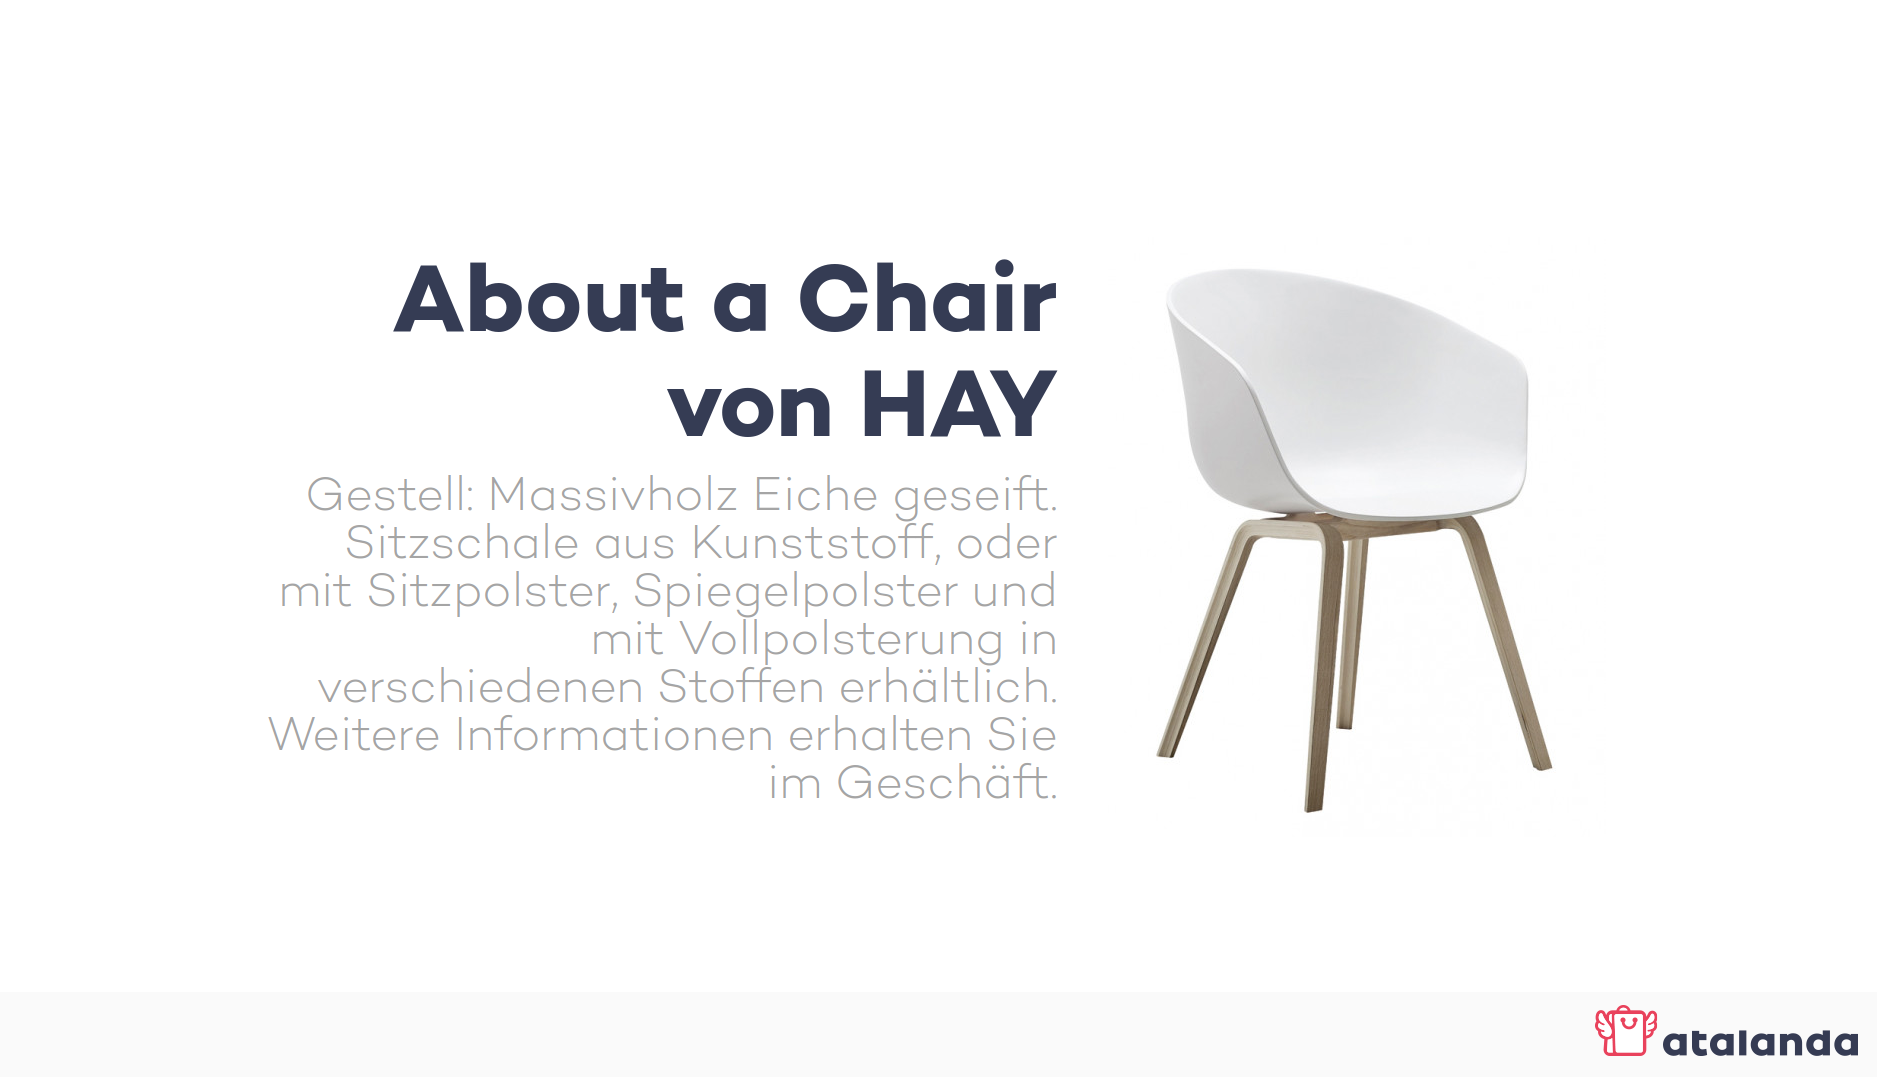 About a Chair
von HAY
Gestell: Massivholz Eiche geseift.
Sitzschale aus Kunststoff, oder
mit Sitzpolster, Spiegelpolster und
mit Vollpolsterung in
verschiedenen Stoffen erhältlich.
Weitere Informationen erhalten Sie
im Geschäft.
atalanda